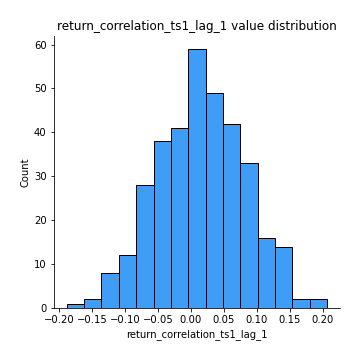 return_correlation_ts1_lag_1 value distribution
60
50
40
30
20
10
0
Count
−0.20 −0.15 −0.10 −0.05 0.00 0.05 0.10 0.15 0.20
return_correlation_ts1_lag_1